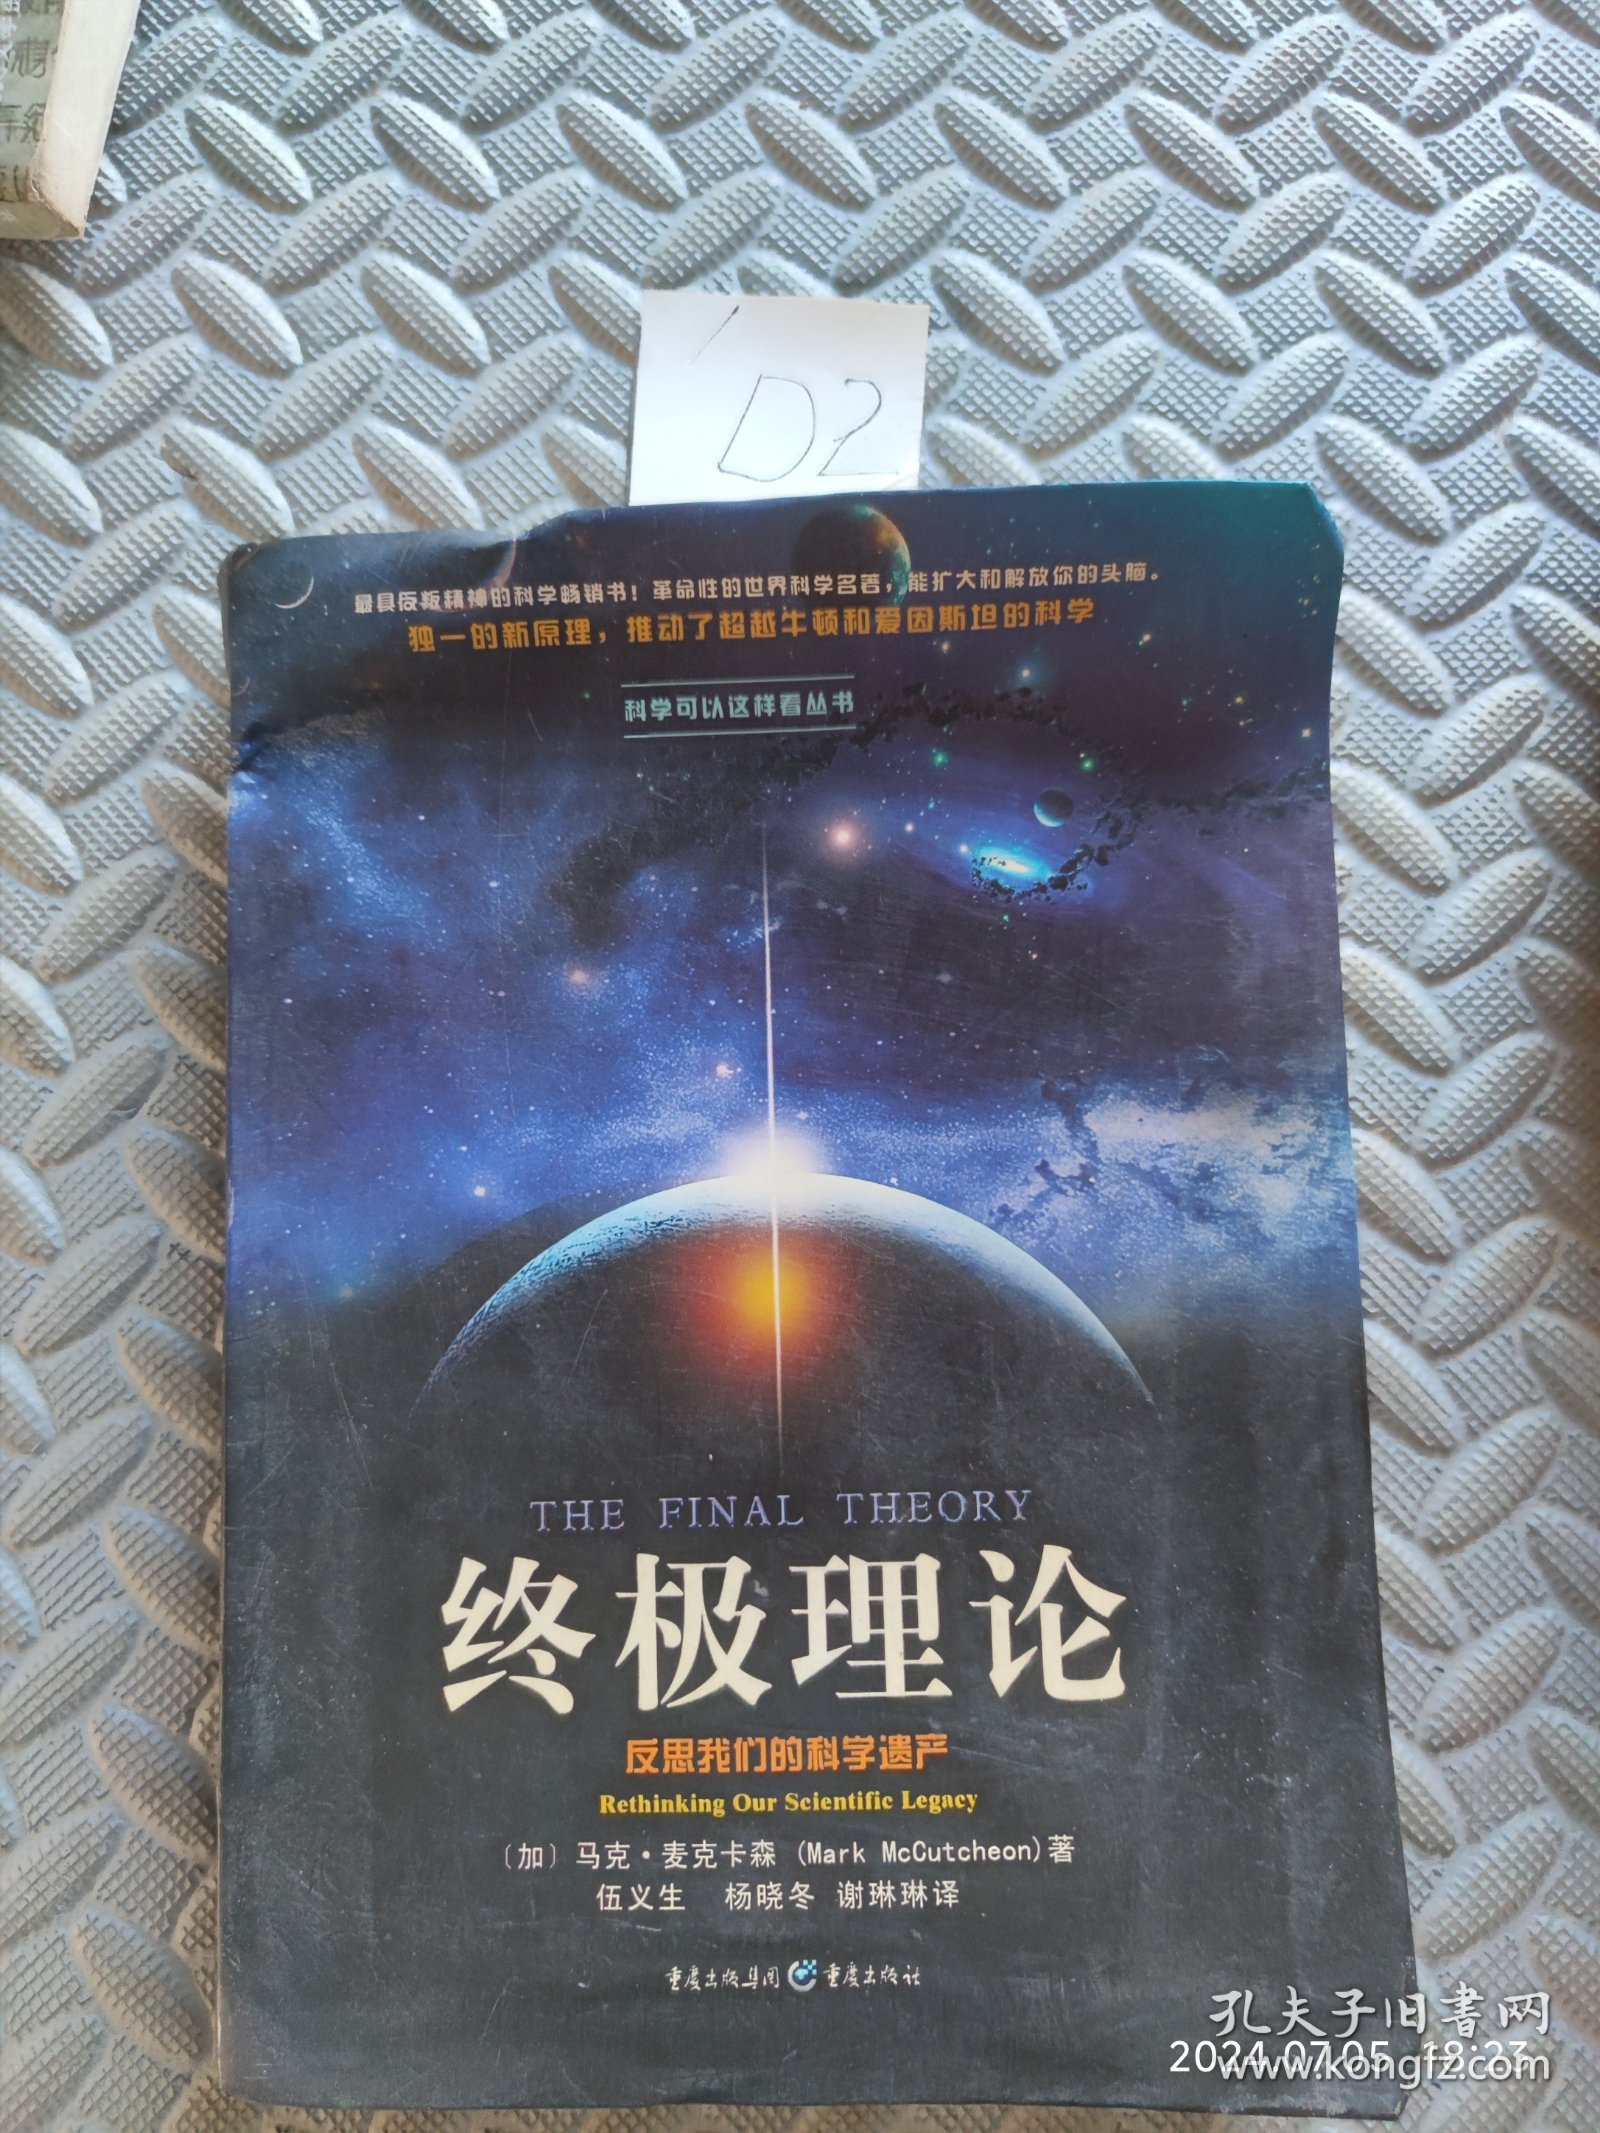 D2
最具反叛精神的科学畅销书！革命性的世界科学名著，能扩大和解放你的头脑。
独一的新原理，推动了超越牛顿和爱因斯坦的科学
科学可以这样看丛书
THE FINAL THEORY
终极理论
反思我们的科学遗产
Rethinking Our Scientific Legacy
〔加〕马克·麦克卡森 (Mark McCutcheon) 著
伍义生 杨晓冬 谢琳琳译
重庆出版集团 重庆出版社
孔夫子旧书网
2024.07.05 18:23
www.kongfz.com